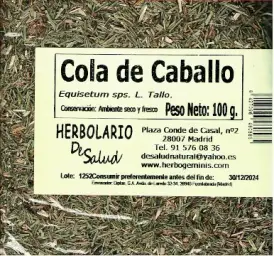 Cola de Caballo
Equisetum sps. L. Tallo.
Conservación: Ambiente seco y fresco Peso Neto: 100 g.
HERBOLARIO
De Salud
Plaza Conde de Casal, nº2
28007 Madrid
Tel. 91 576 08 36
desaludnatural@yahoo.es
www.herbogeminis.com
Lote: 1252Consumir preferentemente antes del fin de: 30/12/2024